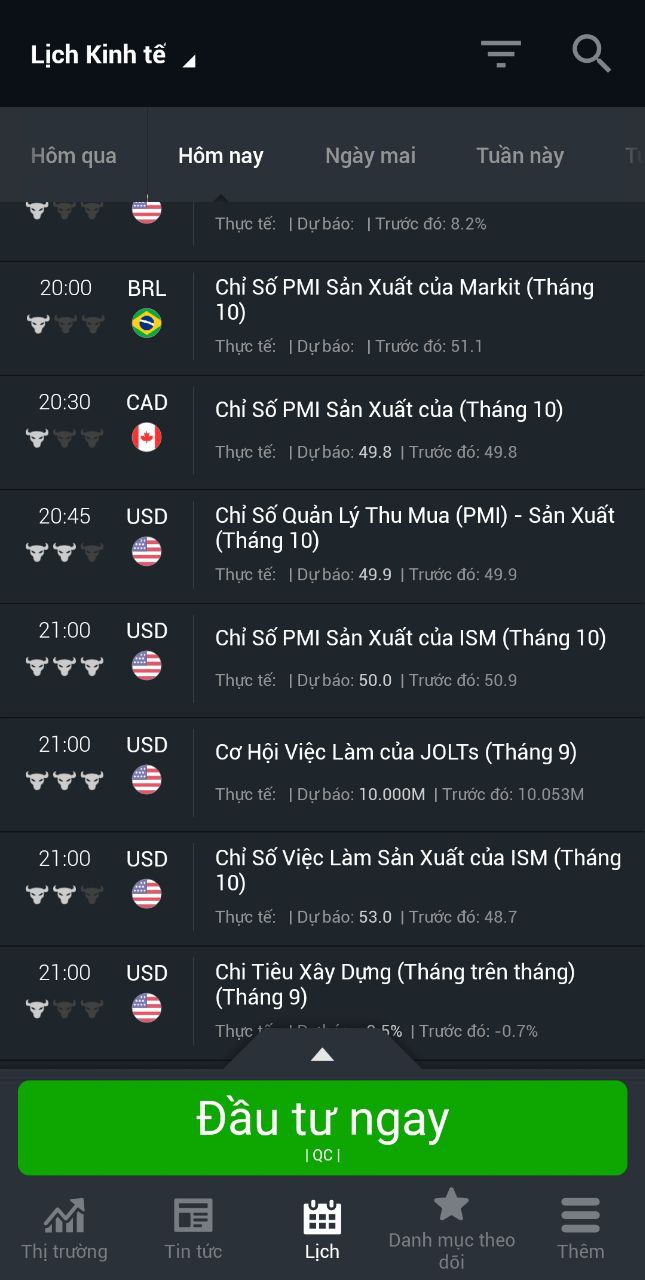 Lịch Kinh tế
Hôm qua
Hôm nay
Ngày mai
Tuần này
Thực tế: | Dự báo: | Trước đó: 8.2%
20:00
BRL
Chỉ Số PMI Sản Xuất của Markit (Tháng
10)
Thực tế: | Dự báo: | Trước đó: 51.1
20:30
CAD
Chỉ Số PMI Sản Xuất của (Tháng 10)
Thực tế: | Dự báo: 49.8 | Trước đó: 49.8
20:45
USD
Chỉ Số Quản Lý Thu Mua (PMI) - Sản Xuất
(Tháng 10)
Thực tế: | Dự báo: 49.9 | Trước đó: 49.9
21:00
USD
Chỉ Số PMI Sản Xuất của ISM (Tháng 10)
Thực tế: | Dự báo: 50.0 | Trước đó: 50.9
21:00
USD
Cơ Hội Việc Làm của JOLTs (Tháng 9)
Thực tế: | Dự báo: 10.000M | Trước đó: 10.053M
21:00
USD
Chỉ Số Việc Làm Sản Xuất của ISM (Tháng
10)
Thực tế: | Dự báo: 53.0 | Trước đó: 48.7
21:00
USD
Chi Tiêu Xây Dựng (Tháng trên tháng)
(Tháng 9)
Thực | Trước đó: -0.7%
Đầu tư ngay
| QC |
Thị trường
Tin tức
Lịch
Danh mục theo
dõi
Thêm